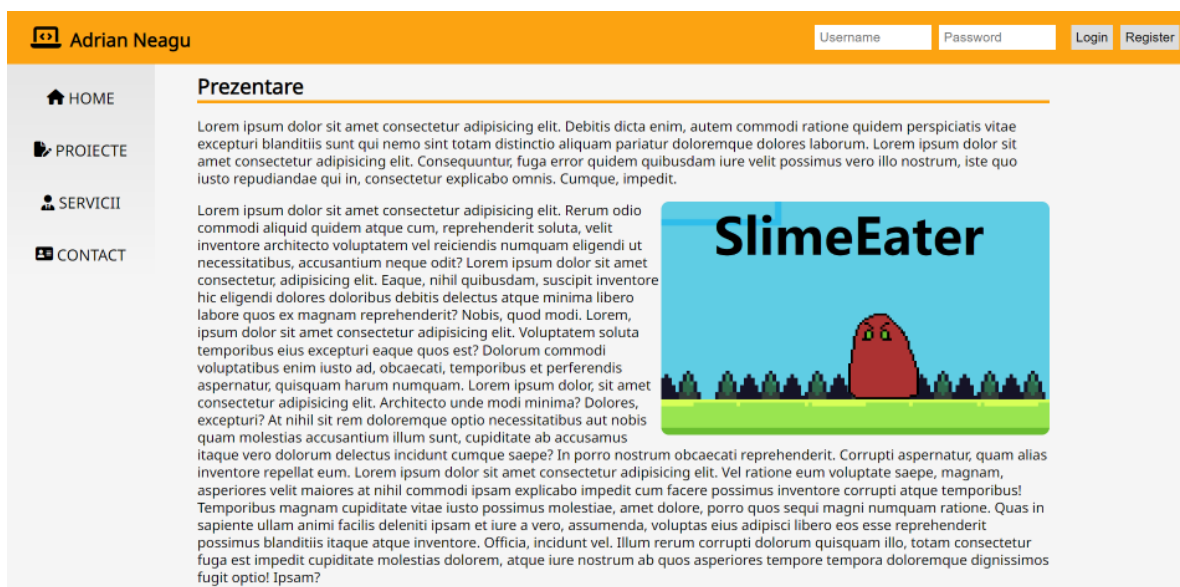 Adrian Neagu
Username Password Login Register
HOME
PROIECTE
SERVICII
CONTACT
Prezentare
Lorem ipsum dolor sit amet consectetur adipisicing elit. Debitis dicta enim, autem commodi ratione quidem perspiciatis vitae
excepturi blanditiis sunt qui nemo sint totam distinctio aliquam pariatur doloremque dolores laborum. Lorem ipsum dolor sit
amet consectetur adipisicing elit. Consequuntur, fuga error quidem quibusdam iure velit possimus vero illo nostrum, iste quo
iusto repudiandae qui in, consectetur explicabo omnis. Cumque, impedit.
Lorem ipsum dolor sit amet consectetur adipisicing elit. Rerum odio
commodi aliquid quidem atque cum, reprehenderit soluta, velit
inventore architecto voluptatem vel reiciendis numquam eligendi ut
necessitatibus, accusantium neque odit? Lorem ipsum dolor sit amet
consectetur, adipisicing elit. Eaque, nihil quibusdam, suscipit inventore
hic eligendi dolores doloribus debitis delectus atque minima libero
labore quos ex magnam reprehenderit? Nobis, quod modi. Lorem,
ipsum dolor sit amet consectetur adipisicing elit. Voluptatem soluta
temporibus eius excepturi eaque quos est? Dolorum commodi
voluptatibus enim iusto ad, obcaecati, temporibus et perferendis
aspernatur, quisquam harum numquam. Lorem ipsum dolor, sit amet
consectetur adipisicing elit. Architecto unde modi minima? Dolores,
excepturi? At nihil sit rem doloremque optio necessitatibus aut nobis
quam molestias accusantium illum sunt, cupiditate ab accusamus
itaque vero dolorum delectus incidunt cumque saepe? In porro nostrum obcaecati reprehenderit. Corrupti aspernatur, quam alias
inventore repellat eum. Lorem ipsum dolor sit amet consectetur adipisicing elit. Vel ratione eum voluptate saepe, magnam,
asperiores velit maiores at nihil commodi ipsam explicabo impedit cum facere possimus inventore corrupti atque temporibus!
Temporibus magnam cupiditate vitae iusto possimus molestiae, amet dolore, porro quos sequi magni numquam ratione. Quas in
sapiente ullam animi facilis deleniti ipsam et iure a vero, assumenda, voluptas eius adipisci libero eos esse reprehenderit
possimus blanditiis itaque atque inventore. Officia, incidunt vel. Illum rerum corrupti dolorum quisquam illo, totam consectetur
fuga est impedit cupiditate molestias dolorem, atque iure nostrum ab quos asperiores tempore tempora doloremque dignissimos
fugit optio! Ipsam?
SlimeEater